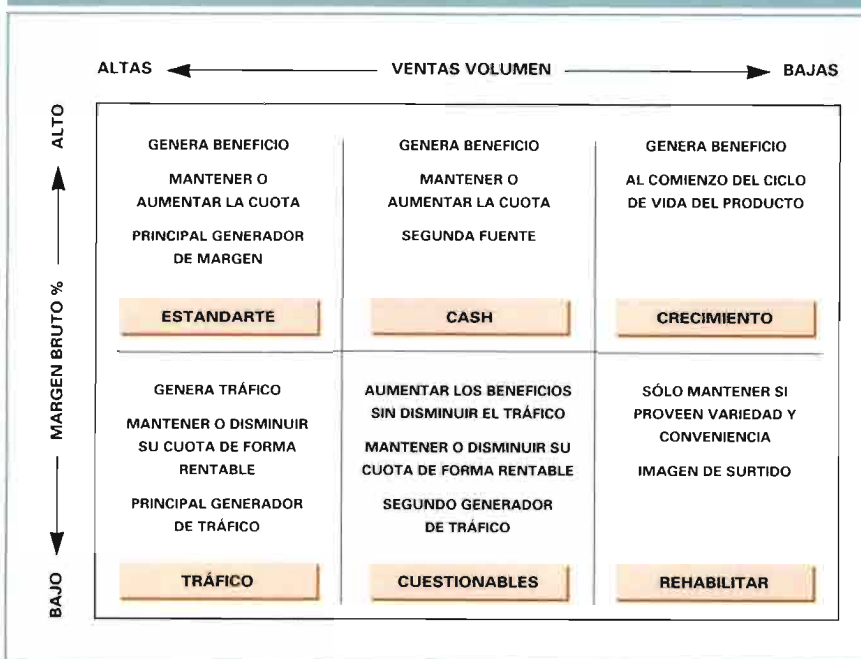 ALTAS VENTAS VOLUMEN BAJAS
ALTO
MARGEN BRUTO %
BAJO
GENERA BENEFICIO
MANTENER O
AUMENTAR LA CUOTA
PRINCIPAL GENERADOR
DE MARGEN
ESTANDARTE
GENERA BENEFICIO
MANTENER O
AUMENTAR LA CUOTA
SEGUNDA FUENTE
CASH
GENERA BENEFICIO
AL COMIENZO DEL CICLO
DE VIDA DEL PRODUCTO
CRECIMIENTO
GENERA TRÁFICO
MANTENER O DISMINUIR
SU CUOTA DE FORMA
RENTABLE
PRINCIPAL GENERADOR
DE TRÁFICO
TRÁFICO
AUMENTAR LOS BENEFICIOS
SIN DISMINUIR EL TRÁFICO
MANTENER O DISMINUIR SU
CUOTA DE FORMA RENTABLE
SEGUNDO GENERADOR
DE TRÁFICO
CUESTIONABLES
SÓLO MANTENER SI
PROVEEN VARIEDAD Y
CONVENIENCIA
IMAGEN DE SURTIDO
REHABILITAR